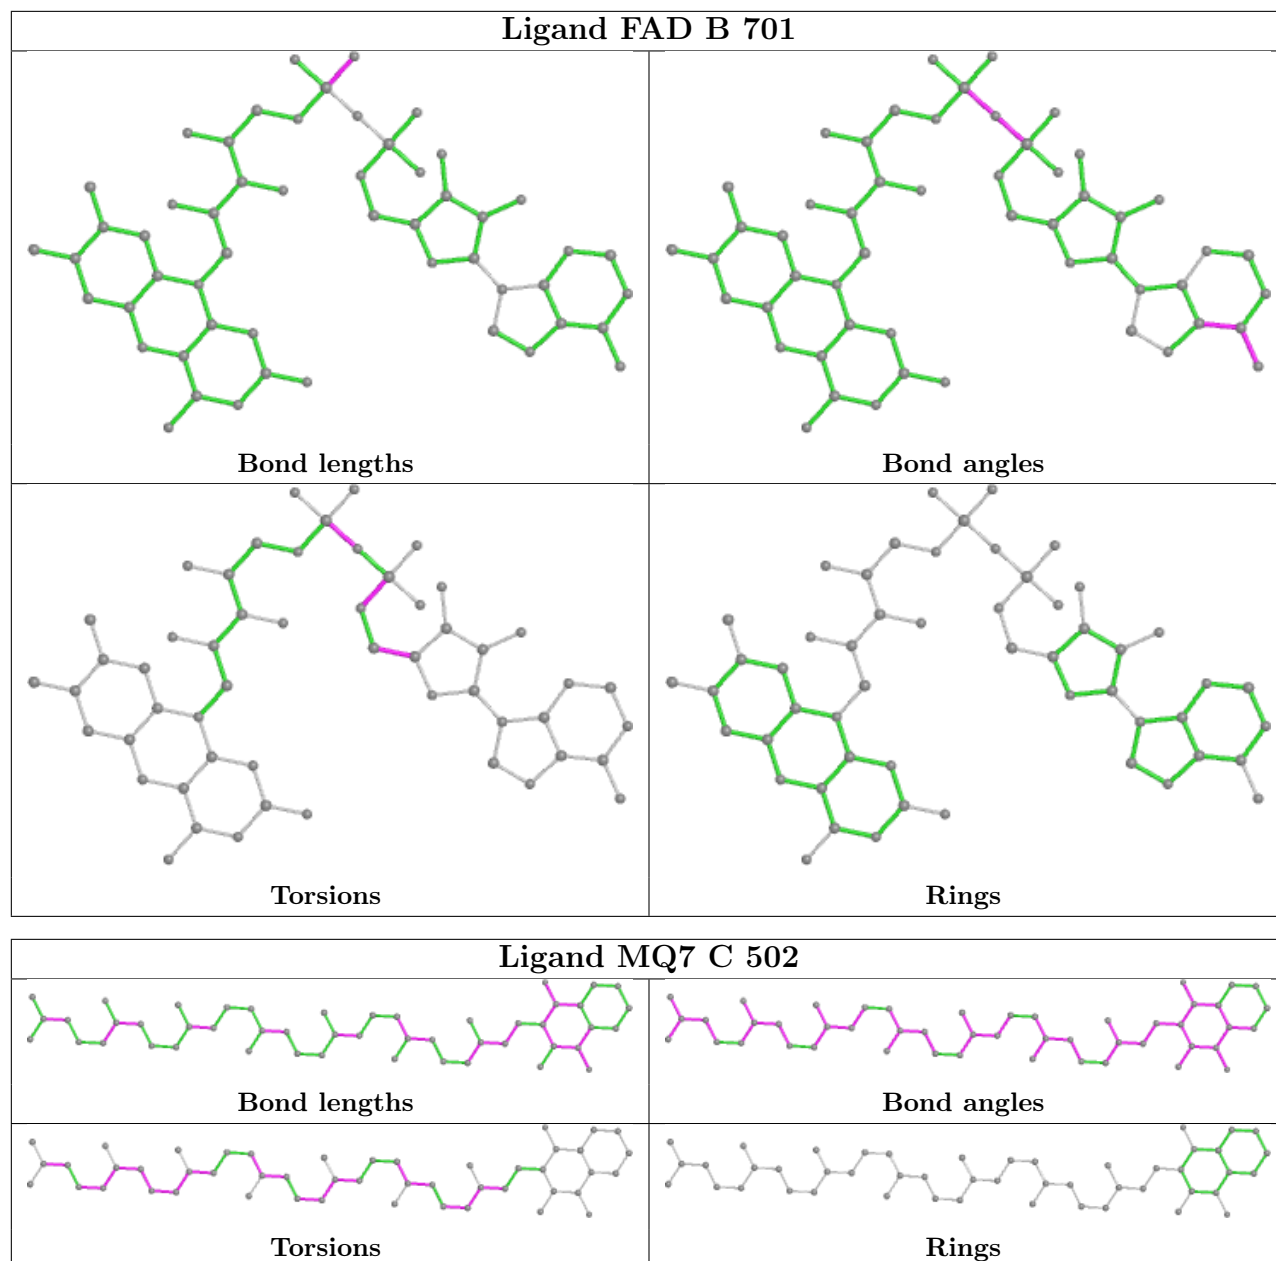 Ligand FAD B 701
Bond lengths
Bond angles
Torsions
Rings
Ligand MQ7 C 502
Bond lengths
Bond angles
Torsions
Rings